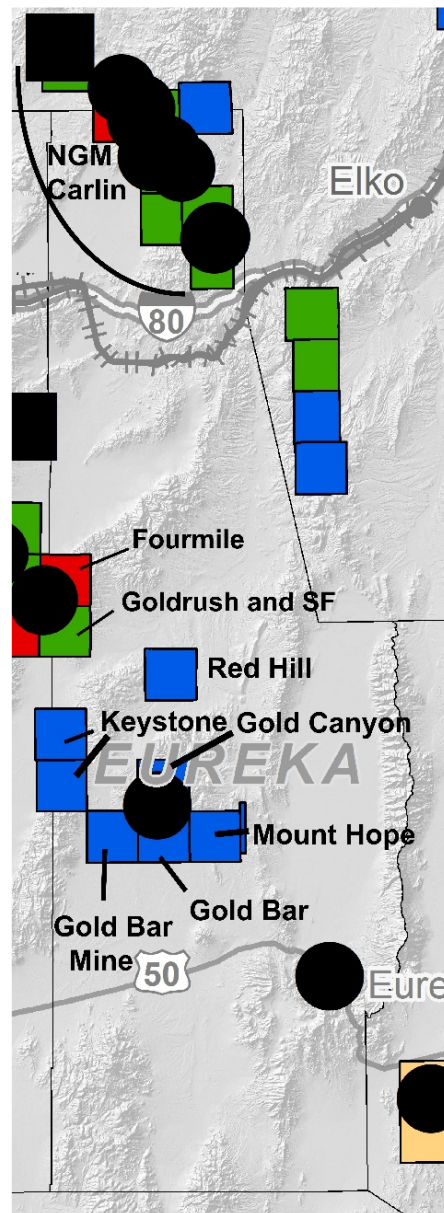 NGM
Carlin
Elko
80
Fourmile
Goldrush and SF
Red Hill
Keystone
Gold Canyon
EUREKA
Mount Hope
Gold Bar
Gold Bar
Mine
50
Eure